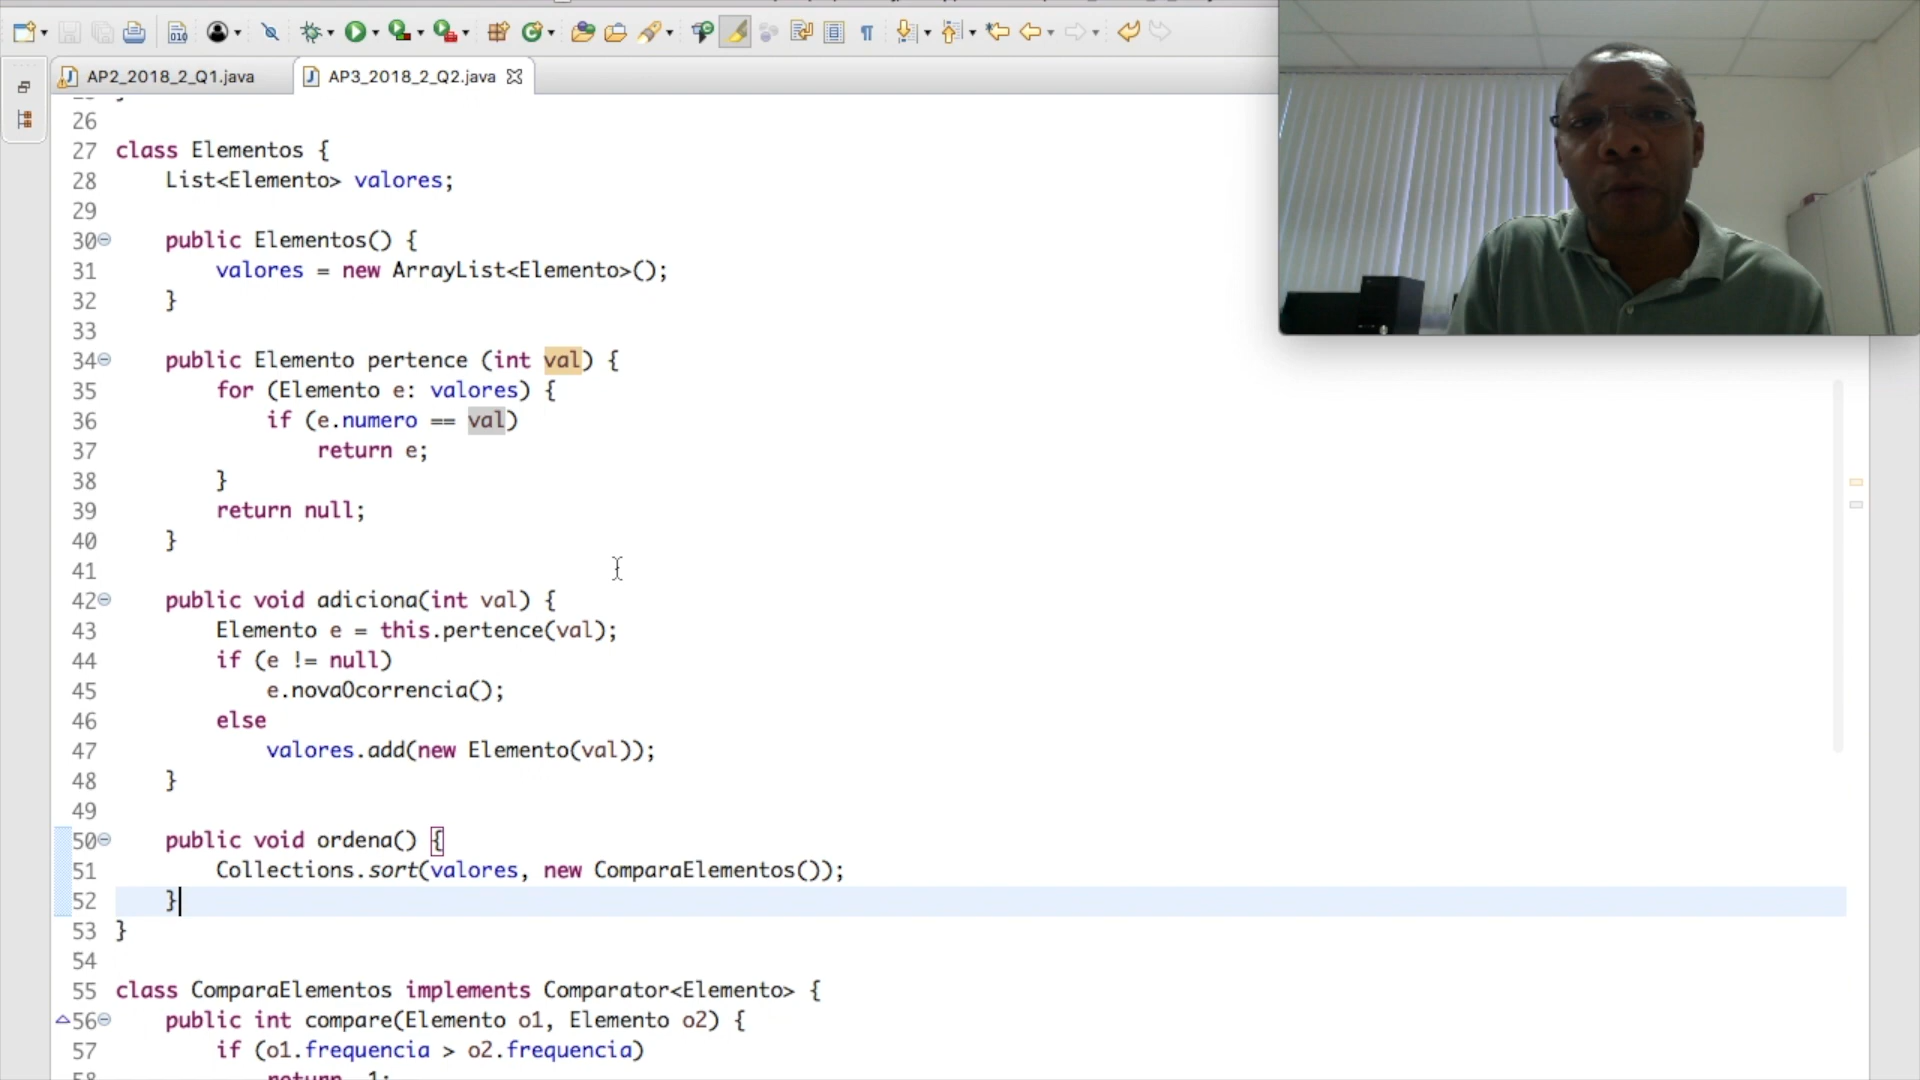 AP2_2018_2_Q1.java
AP3_2018_2_Q2.java
26
27 class Elementos {
28 List<Elemento> valores;
29
30 public Elementos() {
31 valores = new ArrayList<Elemento>();
32 }
33
34 public Elemento pertence (int val) {
35 for (Elemento e: valores) {
36 if (e.numero == val)
37 return e;
38 }
39 return null;
40 }
41
42 public void adiciona(int val) {
43 Elemento e = this.pertence(val);
44 if (e != null)
45 e.novaOcorrencia();
46 else
47 valores.add(new Elemento(val));
48 }
49
50 public void ordena() {
51 Collections.sort(valores, new ComparaElementos());
52 }
53 }
54
55 class ComparaElementos implements Comparator<Elemento> {
56 public int compare(Elemento o1, Elemento o2) {
57 if (o1.frequencia > o2.frequencia)
58 return